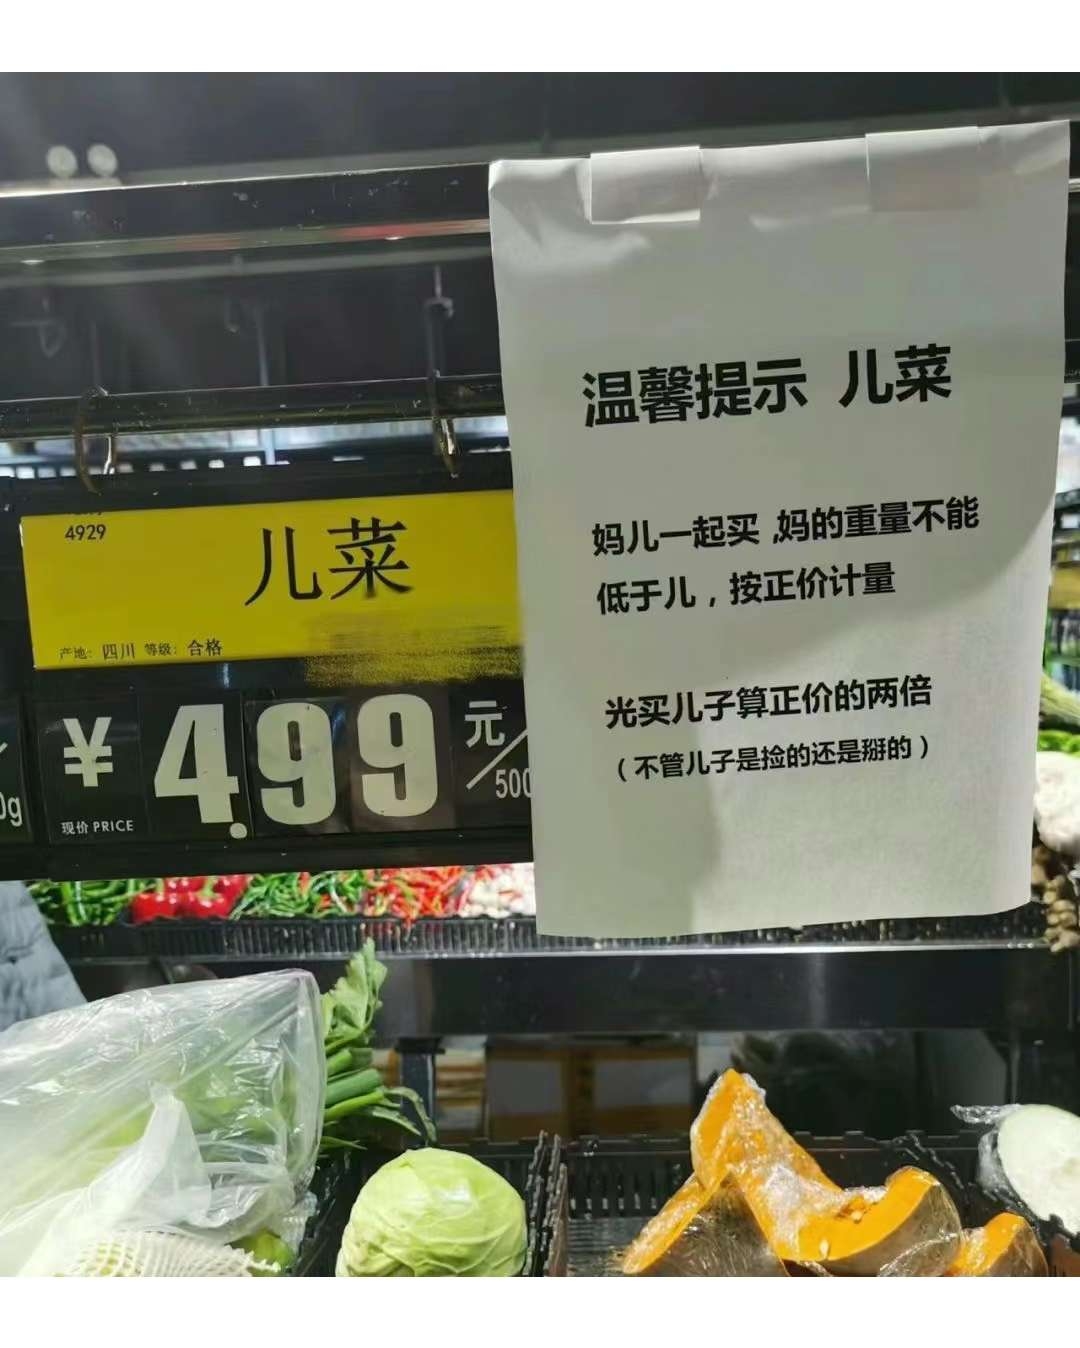 温馨提示 儿菜
妈儿一起买,妈的重量不能
低于儿，按正价计量
光买儿子算正价的两倍
（不管儿子是捡的还是掰的）
4929
儿菜
产地: 四川 等级: 合格
¥ 4.99 元/500
现价 PRICE
0g